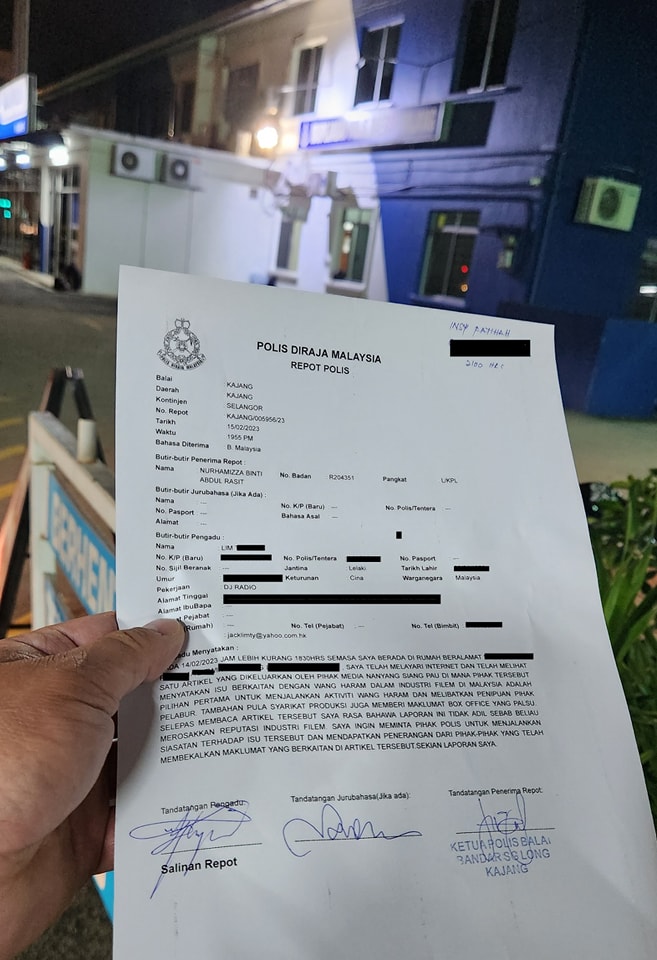 INSP
2100 HRS
POLIS DIRAJA MALAYSIA
REPOT POLIS
Balai KAJANG
Daerah KAJANG
Kontinjen SELANGOR
No. Repot KAJANG/005956/23
Tarikh 15/02/2023
Waktu 1955 PM
Bahasa Diterima B. Malaysia
Butir-butir Penerima Repot :
Nama NURHAMIZZA BINTI ABDUL RASIT No. Badan R204351 Pangkat L/KPL
Butir-butir Jurubahasa (Jika Ada) :
Nama --- No. K/P (Baru) --- No. Polis/Tentera ---
No. Pasport --- Bahasa Asal ---
Alamat ---
Butir-butir Pengadu :
Nama LIM
No. K/P (Baru) No. Polis/Tentera No. Pasport ---
No. Sijil Beranak --- Jantina Lelaki Tarikh Lahir
Umur Keturunan Cina Warganegara Malaysia
Pekerjaan DJ RADIO
Alamat Tinggal
Alamat IbuBapa ---
Pejabat ---
(Rumah) --- No. Tel (Pejabat) --- No. Tel (Bimbit) :
: jacklimty@yahoo.com.hk
du Menyatakan :
DA 14/02/2023 JAM LEBIH KURANG 1830HRS SEMASA SAYA BERADA DI RUMAH BERALAMAT
, SAYA TELAH MELAYARI INTERNET DAN TELAH MELIHAT
SATU ARTIKEL YANG DIKELUARKAN OLEH PIHAK MEDIA NANYANG SIANG PAU DI MANA PIHAK TERSEBUT
MENYATAKAN ISU BERKAITAN DENGAN WANG HARAM DALAM INDUSTRI FILEM DI MALAYSIA ADALAH
PILIHAN PERTAMA UNTUK MENJALANKAN AKTIVITI WANG HARAM DAN MELIBATKAN PENIPUAN PIHAK
PELABUR. TAMBAHAN PULA SYARIKAT PRODUKSI JUGA MEMBERI MAKLUMAT BOX OFFICE YANG PALSU.
SELEPAS MEMBACA ARTIKEL TERSEBUT SAYA RASA BAHAWA LAPORAN INI TIDAK ADIL SEBAB BELIAU
MEROSAKKAN REPUTASI INDUSTRI FILEM. SAYA INGIN MEMINTA PIHAK POLIS UNTUK MENJALANKAN
SIASATAN TERHADAP ISU TERSEBUT DAN MENDAPATKAN PENERANGAN DARI PIHAK-PIHAK YANG TELAH
MEMBEKALKAN MAKLUMAT YANG BERKAITAN DI ARTIKEL TERSEBUT.SEKIAN LAPORAN SAYA.
Tandatangan Pengadu: Tandatangan Jurubahasa(Jika ada): Tandatangan Penerima Repot:
Salinan Repot
KETUA POLIS BALAI
BANDAR SG LONG
KAJANG
BERHEN